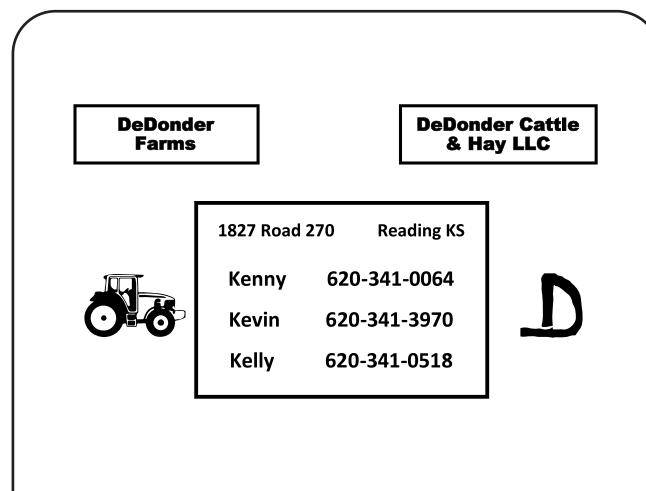 DeDonder
Farms
DeDonder Cattle
& Hay LLC
1827 Road 270 Reading KS
Kenny 620-341-0064
Kevin 620-341-3970
Kelly 620-341-0518
D